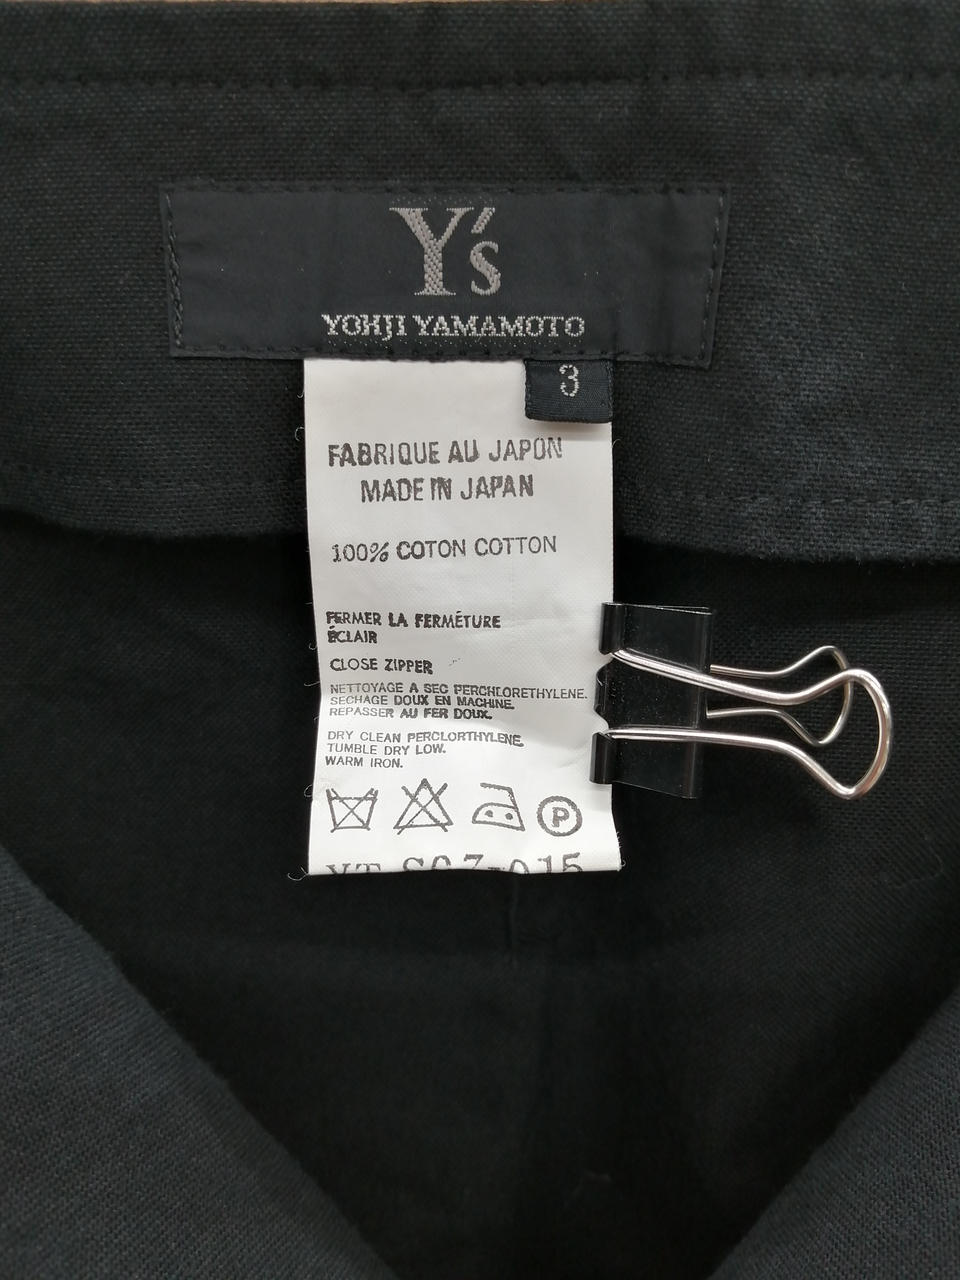 Y's
YOHJI YAMAMOTO
3
FABRIQUE AU JAPON
MADE IN JAPAN
100% COTON COTTON
FERMER LA FERMÉTURE
ÉCLAIR
CLOSE ZIPPER
NETTOYAGE A SEC PERCHLORETHYLENE.
SECHAGE DOUX EN MACHINE.
REPASSER AU FER DOUX.
DRY CLEAN PERCLORTHYLENE.
TUMBLE DRY LOW.
WARM IRON.
P